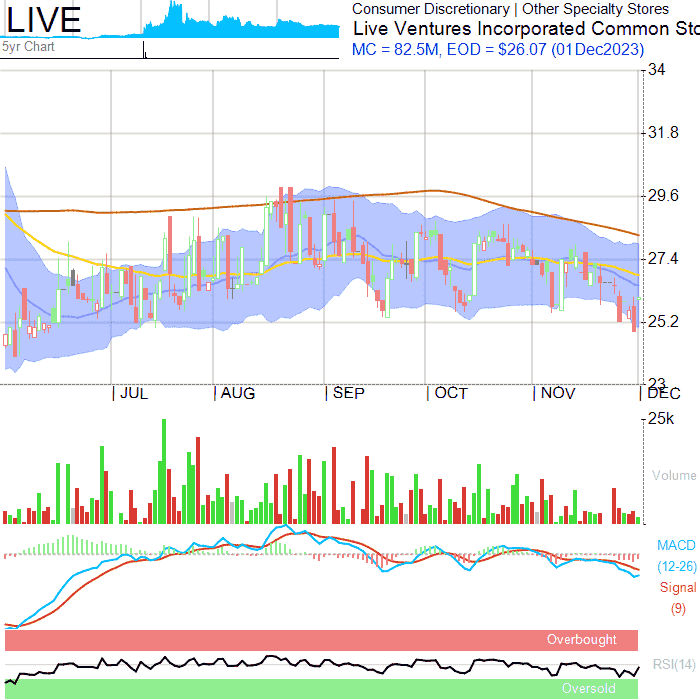 LIVE
5yr Chart
Consumer Discretionary | Other Specialty Stores
Live Ventures Incorporated Common Sto
MC = 82.5M, EOD = $26.07 (01Dec2023)
34
31.8
29.6
27.4
25.2
23
JUL AUG SEP OCT NOV DEC
25k
Volume
MACD
(12-26)
Signal
(9)
Overbought
RSI(14)
Oversold